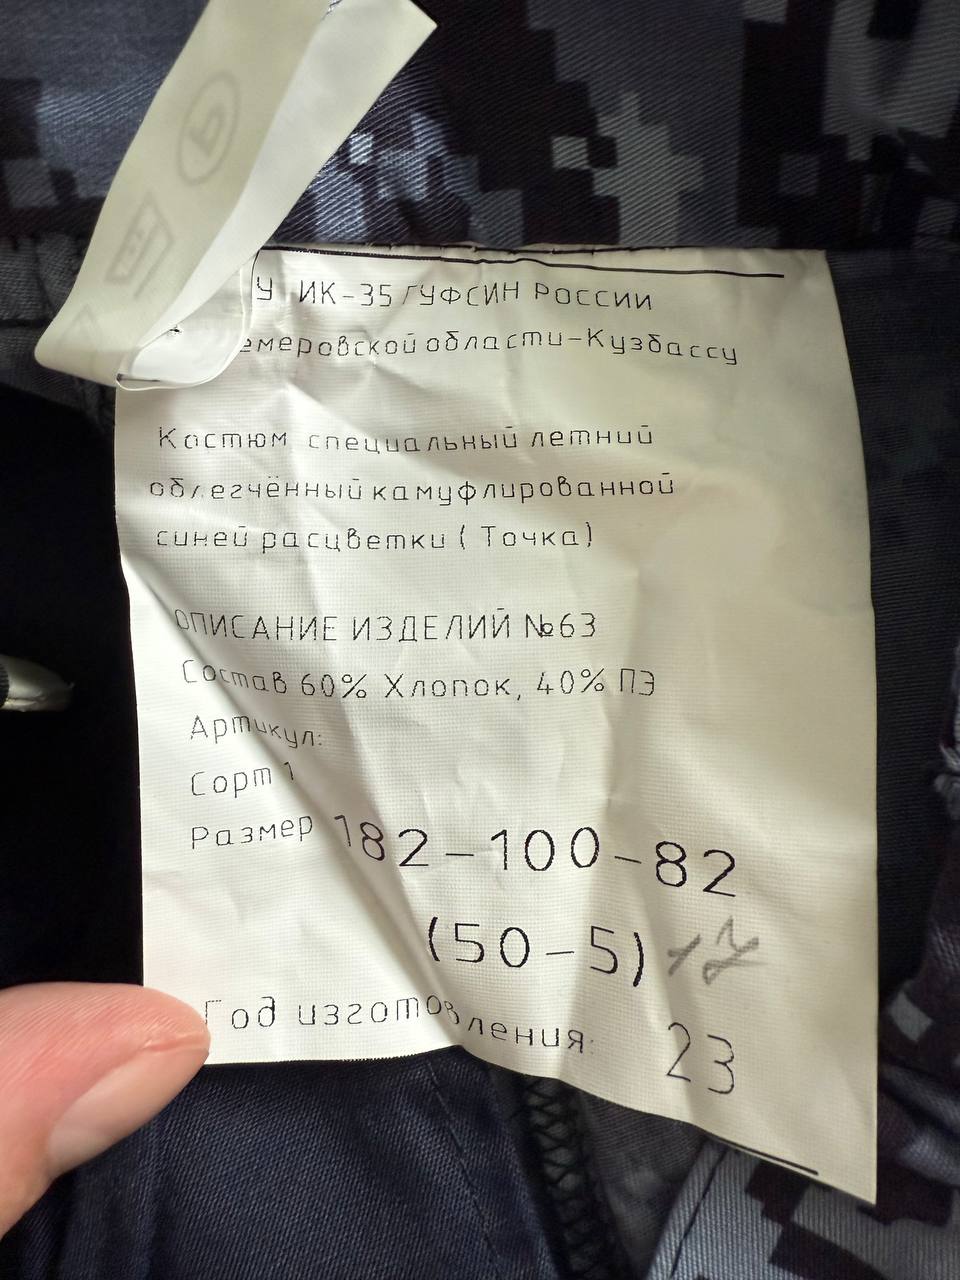 У ИК-35 ГУФСИН РОССИИ
емеровской области-Кузбассу
Костюм специальный летний
облегчённый камуфлированной
синей расцветки ( Точка)
ОПИСАНИЕ ИЗДЕЛИЙ №63
Состав 60% Хлопок, 40% ПЭ
Артикул:
Сорт 1
Размер 182-100-82
(50-5)
Год изготовления: 23